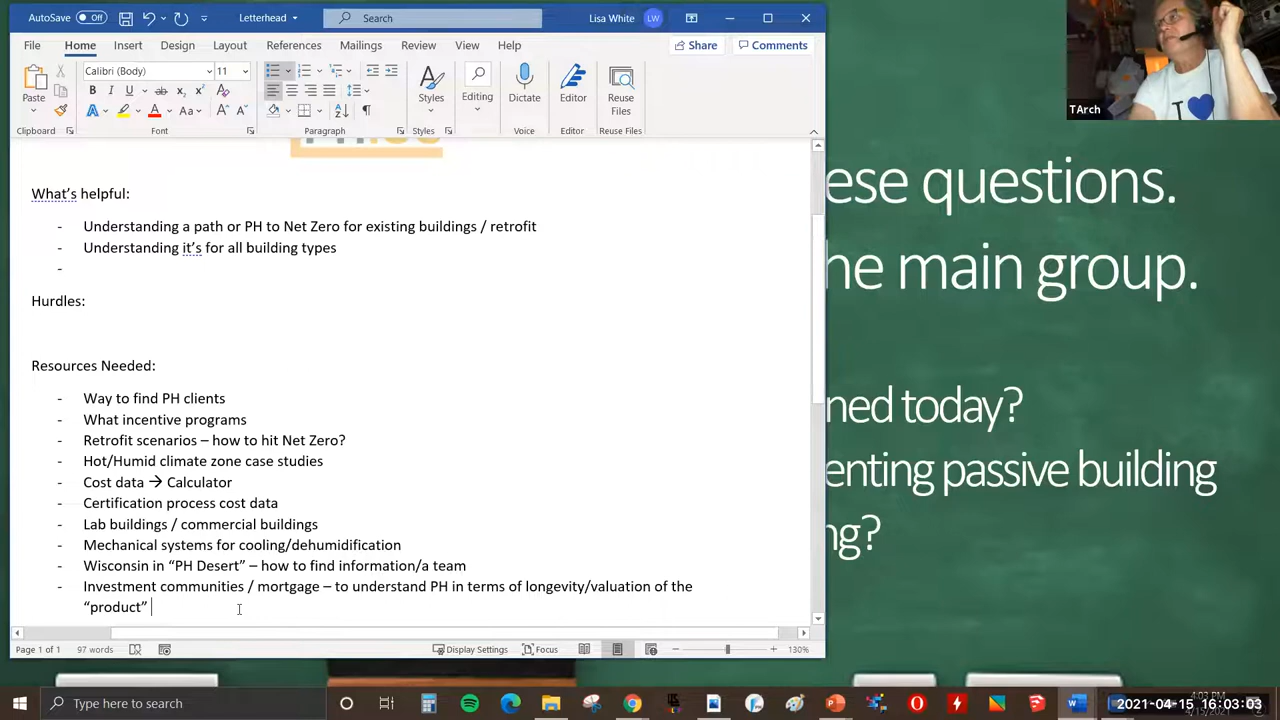 AutoSave Off Letterhead Search Lisa White LW
File Home Insert Design Layout References Mailings Review View Help Share Comments
Calibri (Body) 11
Paste Styles Editing Dictate Editor Reuse Files
Clipboard Font Paragraph Styles Voice Editor Reuse Files
TArch
What's helpful:
- Understanding a path or PH to Net Zero for existing buildings / retrofit
- Understanding it's for all building types
-
Hurdles:
Resources Needed:
- Way to find PH clients
- What incentive programs
- Retrofit scenarios – how to hit Net Zero?
- Hot/Humid climate zone case studies
- Cost data → Calculator
- Certification process cost data
- Lab buildings / commercial buildings
- Mechanical systems for cooling/dehumidification
- Wisconsin in “PH Desert” – how to find information/a team
- Investment communities / mortgage – to understand PH in terms of longevity/valuation of the
“product”
Page 1 of 1 97 words Display Settings Focus 130%
ese questions.
he main group.
ned today?
enting passive building
ng?
Type here to search
4:03 PM
2021-04-15 16:03:03